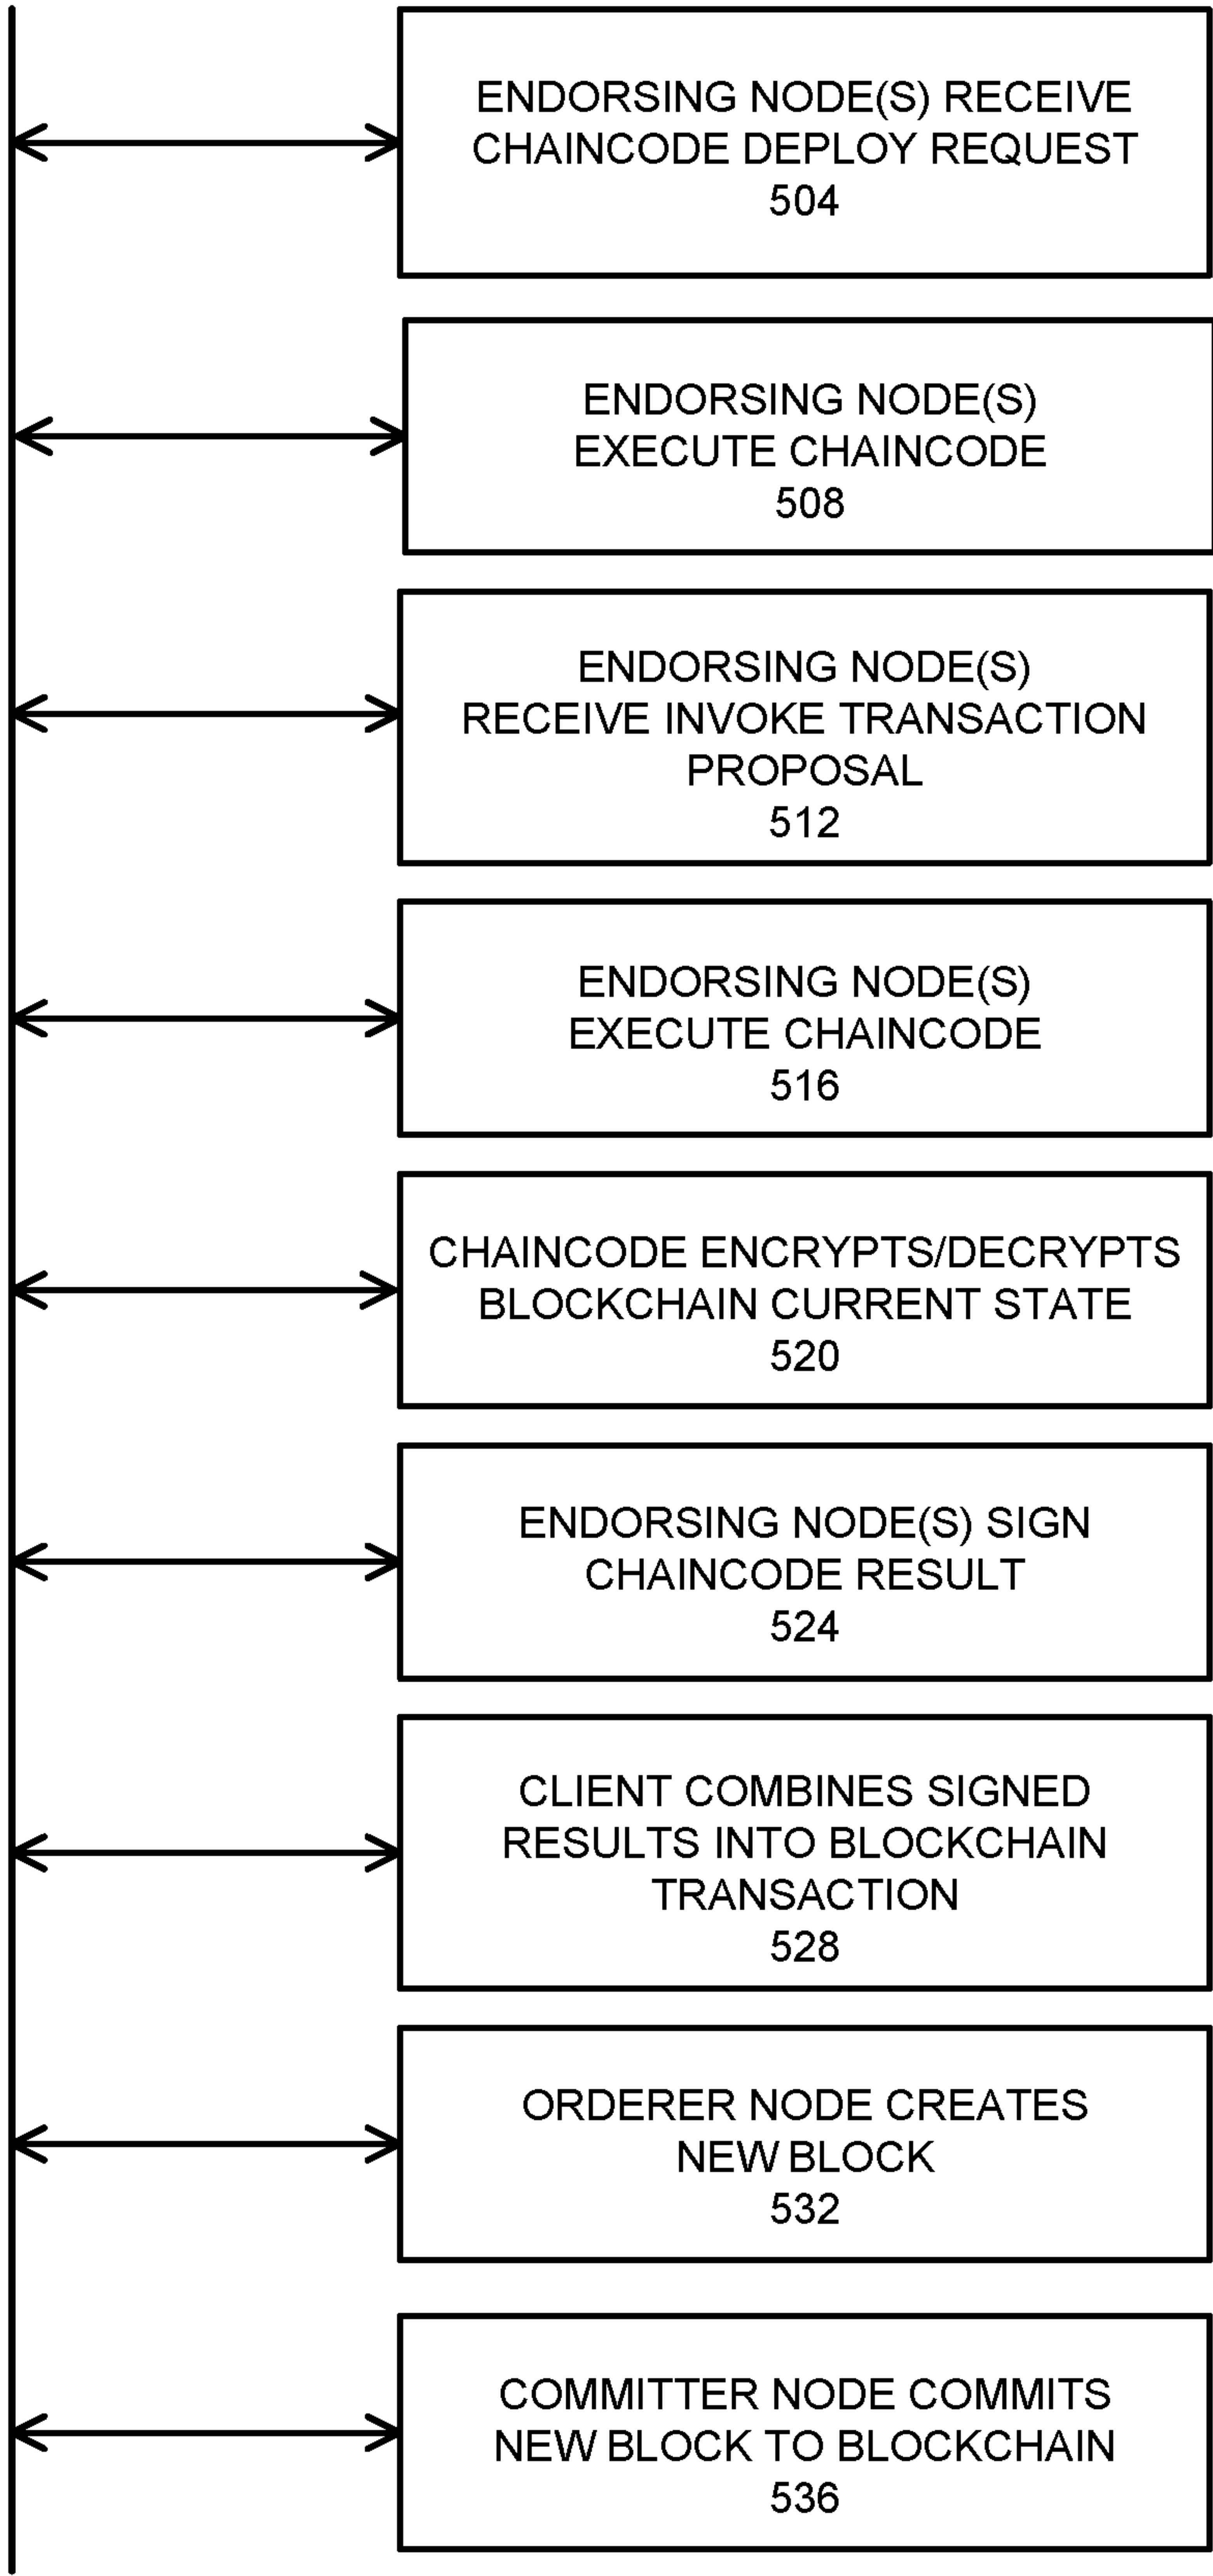 ENDORSING NODE(S) RECEIVE
CHAINCODE DEPLOY REQUEST
504
ENDORSING NODE(S)
EXECUTE CHAINCODE
508
ENDORSING NODE(S)
RECEIVE INVOKE TRANSACTION
PROPOSAL
512
ENDORSING NODE(S)
EXECUTE CHAINCODE
516
CHAINCODE ENCRYPTS/DECRYPTS
BLOCKCHAIN CURRENT STATE
520
ENDORSING NODE(S) SIGN
CHAINCODE RESULT
524
CLIENT COMBINES SIGNED
RESULTS INTO BLOCKCHAIN
TRANSACTION
528
ORDERER NODE CREATES
NEW BLOCK
532
COMMITTER NODE COMMITS
NEW BLOCK TO BLOCKCHAIN
536